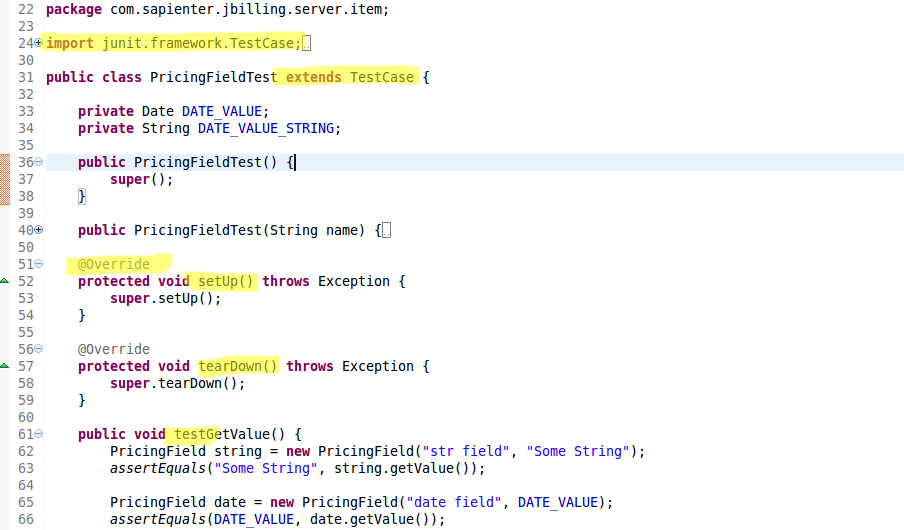 22 package com.sapienter.jbilling.server.item;
23
24 import junit.framework.TestCase;
30
31 public class PricingFieldTest extends TestCase {
32
33     private Date DATE_VALUE;
34     private String DATE_VALUE_STRING;
35
36     public PricingFieldTest() {
37         super();
38     }
39
40     public PricingFieldTest(String name) {
50
51     @Override
52     protected void setUp() throws Exception {
53         super.setUp();
54     }
55
56     @Override
57     protected void tearDown() throws Exception {
58         super.tearDown();
59     }
60
61     public void testGetValue() {
62         PricingField string = new PricingField("str field", "Some String");
63         assertEquals("Some String", string.getValue());
64
65         PricingField date = new PricingField("date field", DATE_VALUE);
66         assertEquals(DATE_VALUE, date.getValue());